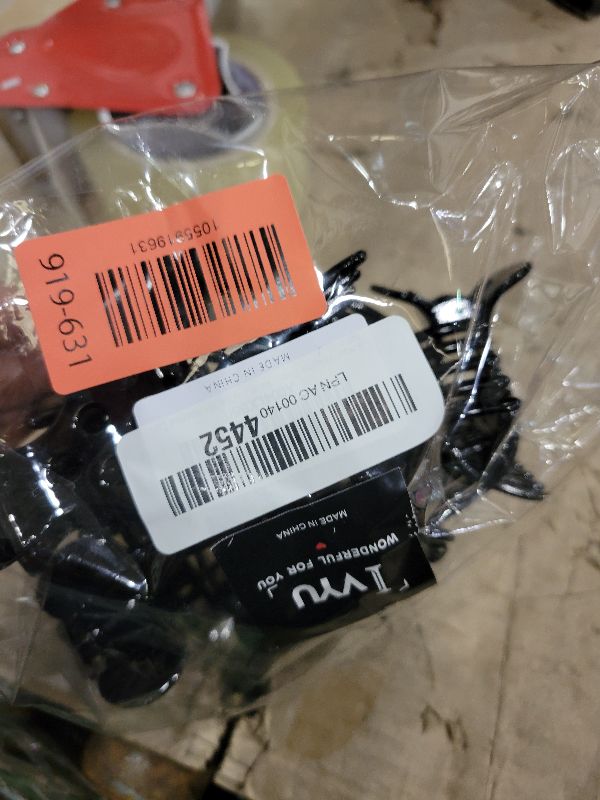 1055919631
919-631
MADE IN CHINA
LPN AC 00140 4452
IVYU
WONDERFUL FOR YOU
MADE IN CHINA